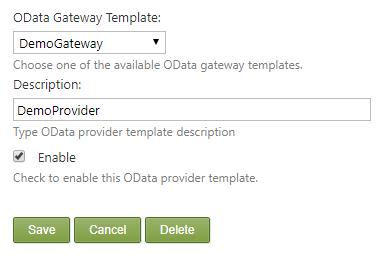 OData Gateway Template:
DemoGateway
Choose one of the available OData gateway templates.
Description:
DemoProvider
Type OData provider template description
Enable
Check to enable this OData provider template.
Save Cancel Delete